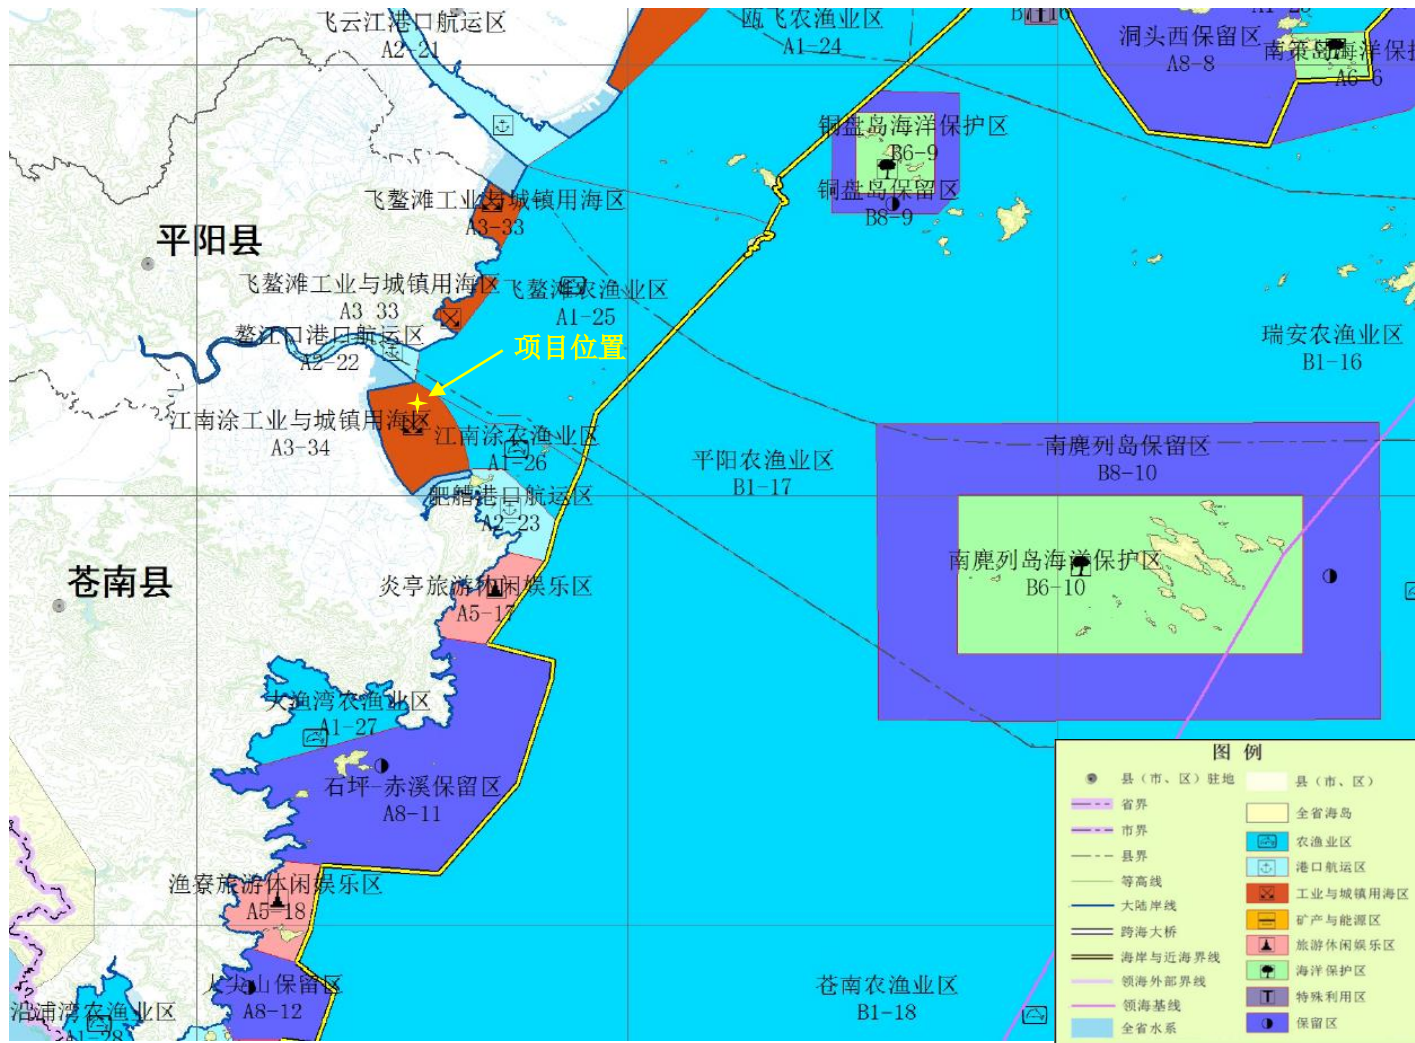 飞云江港口航运区
A2-21
瓯飞农渔业区
A1-24
洞头西保留区
A8-8
A6-6
铜盘岛海洋保护区
B6-9
铜盘岛保留区
B8-9
飞鳌滩工业与城镇用海区
A3-33
平阳县
飞鳌滩工业与城镇用海区
A3 33
飞鳌滩农渔业区
A1-25
鳌江口港口航运区
A2-22
项目位置
瑞安农渔业区
B1-16
江南涂工业与城镇用海区
A3-34
江南涂农渔业区
A1-26
平阳农渔业区
B1-17
南麂列岛保留区
B8-10
肥艚港口航运区
A2-23
南麂列岛海洋保护区
B6-10
苍南县
炎亭旅游休闲娱乐区
A5-17
大渔湾农渔业区
A1-27
石坪-赤溪保留区
A8-11
渔寮旅游休闲娱乐区
A5-18
苍南农渔业区
B1-18
A8-12
沿浦湾农渔业区
A1-28
图 例
县（市、区）驻地
县（市、区）
省界
全省海岛
市界
农渔业区
县界
港口航运区
等高线
工业与城镇用海区
大陆岸线
矿产与能源区
跨海大桥
旅游休闲娱乐区
海岸与近海界线
海洋保护区
领海外部界线
特殊利用区
领海基线
保留区
全省水系